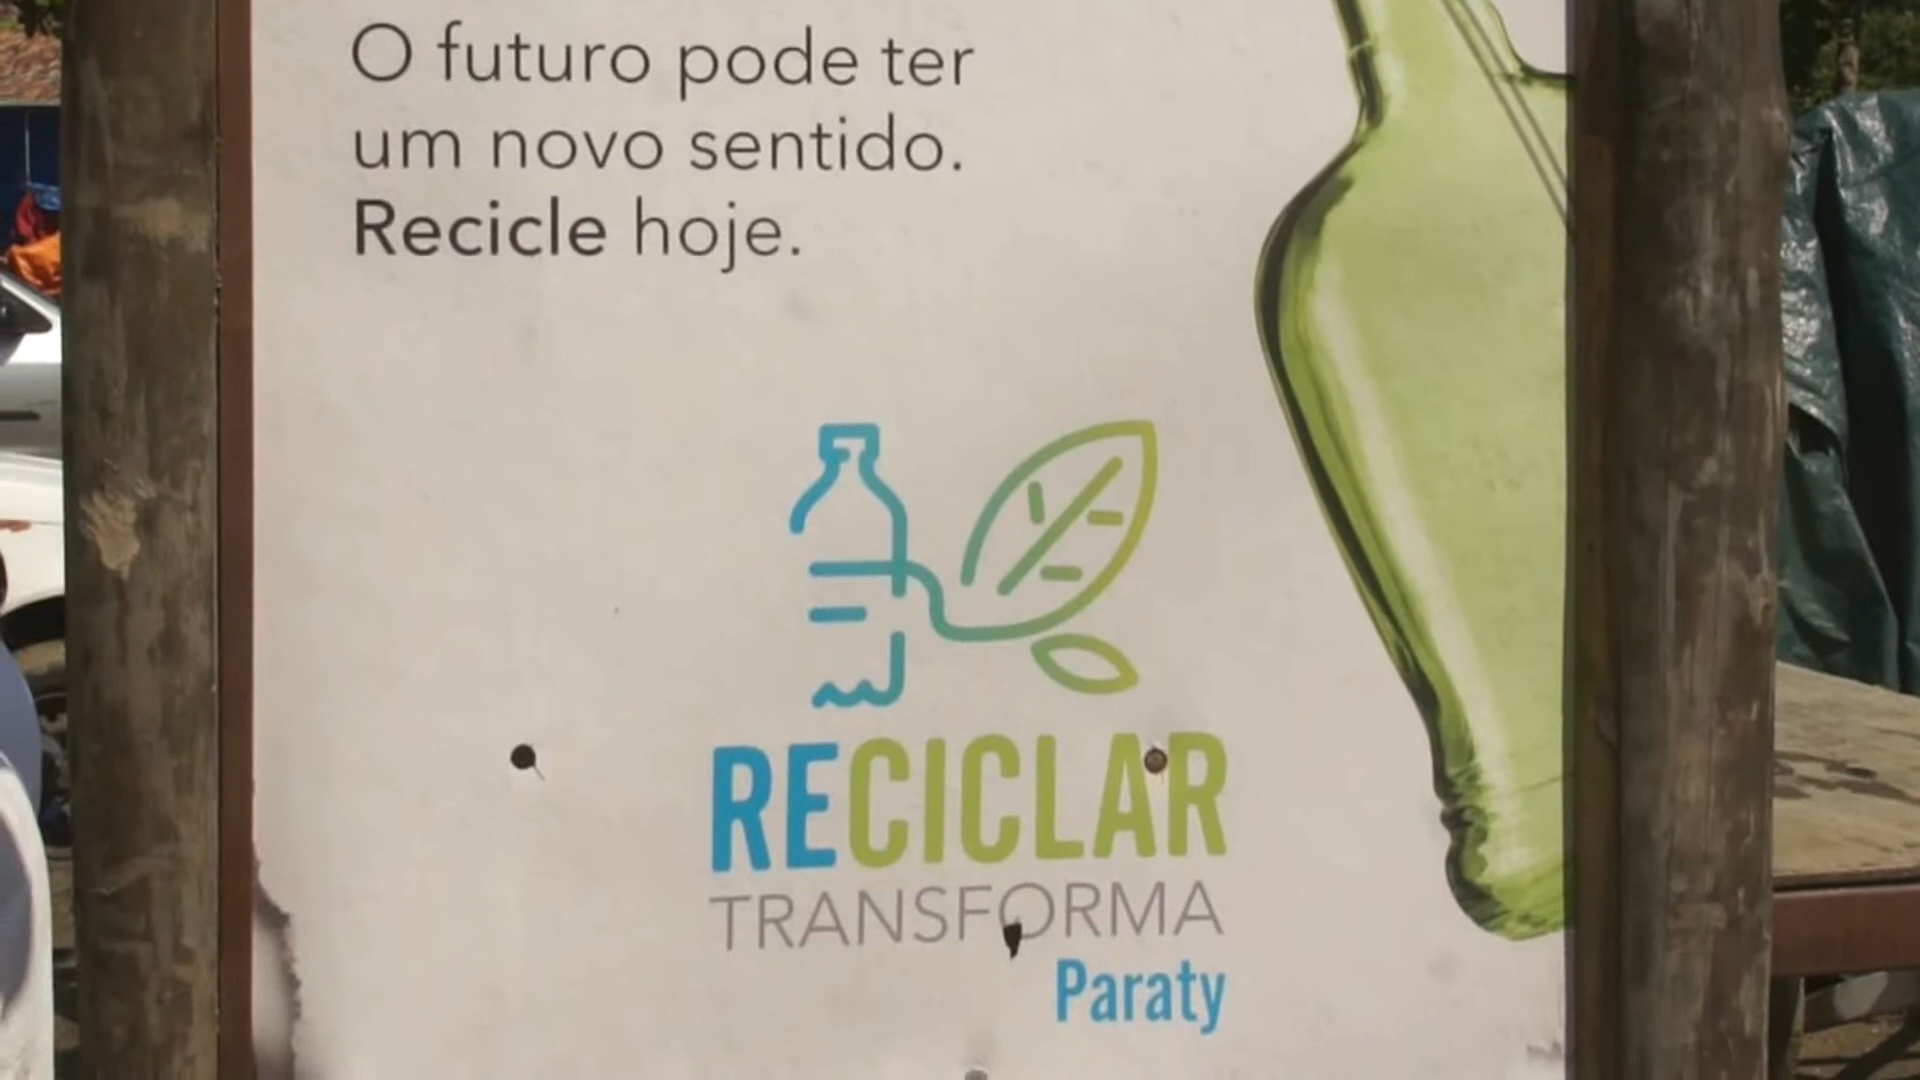 O futuro pode ter
um novo sentido.
Recicle hoje.
RECICLAR
TRANSFORMA
Paraty